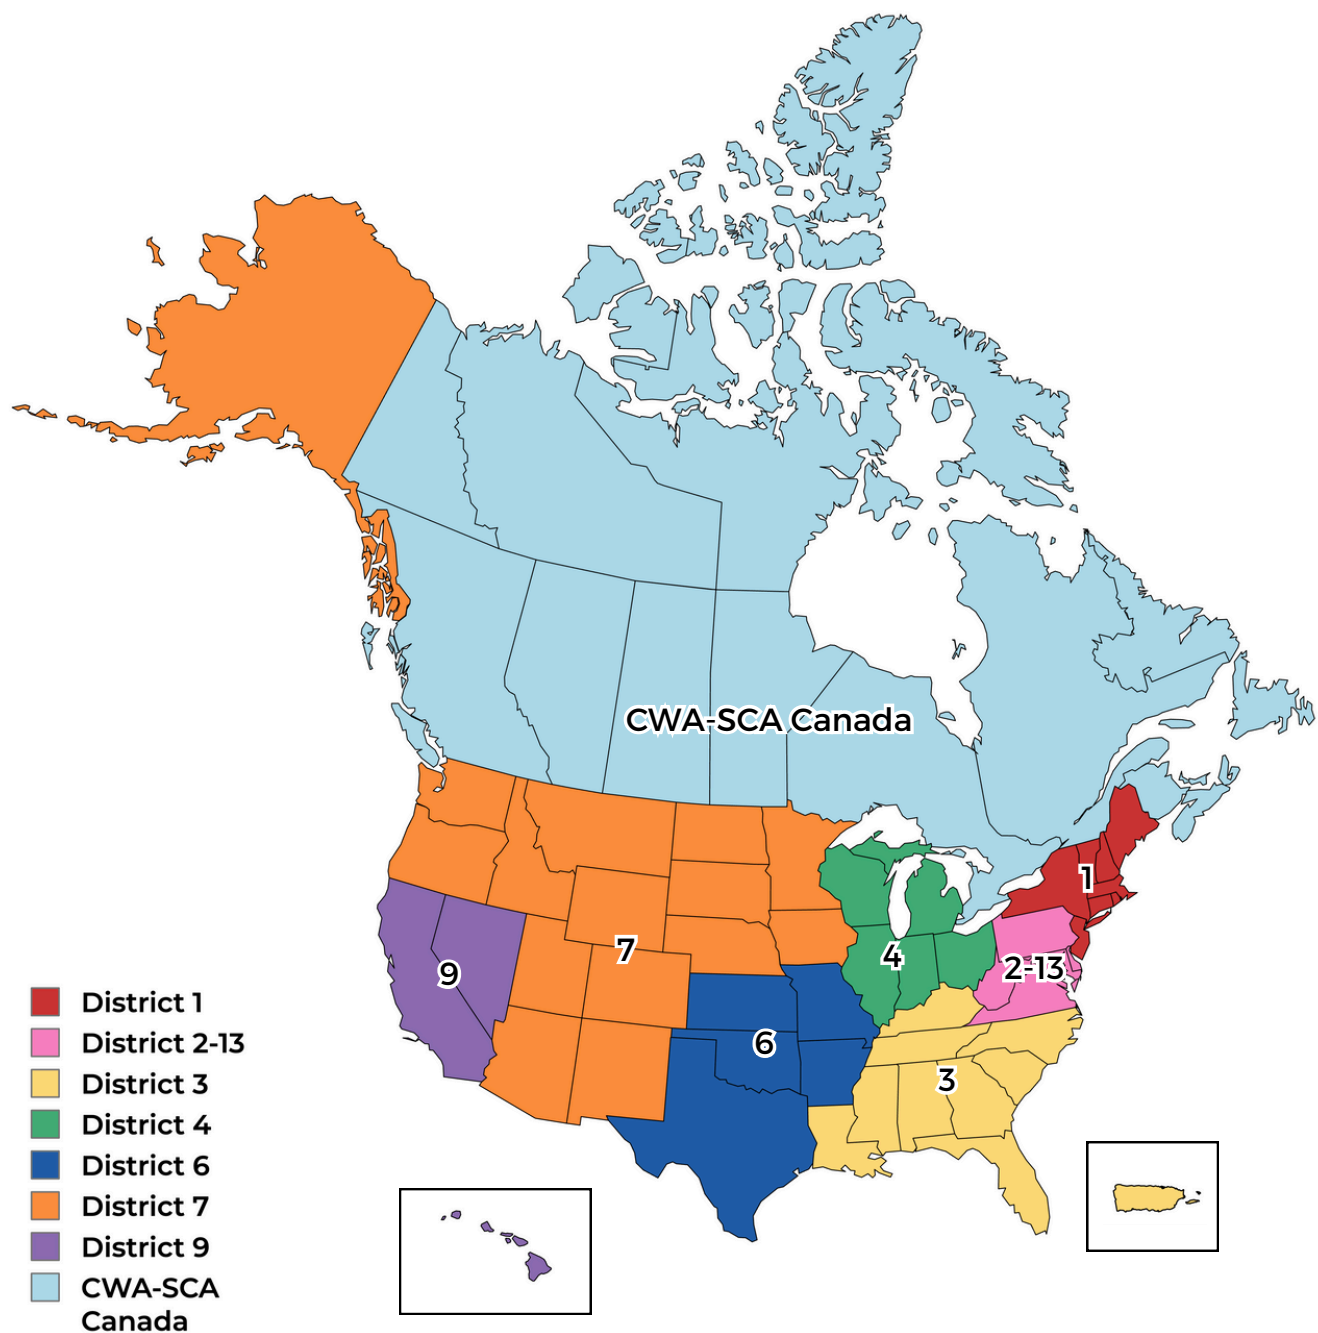 CWA-SCA Canada
1
7
4
2-13
9
6
3
District 1
District 2-13
District 3
District 4
District 6
District 7
District 9
CWA-SCA
Canada